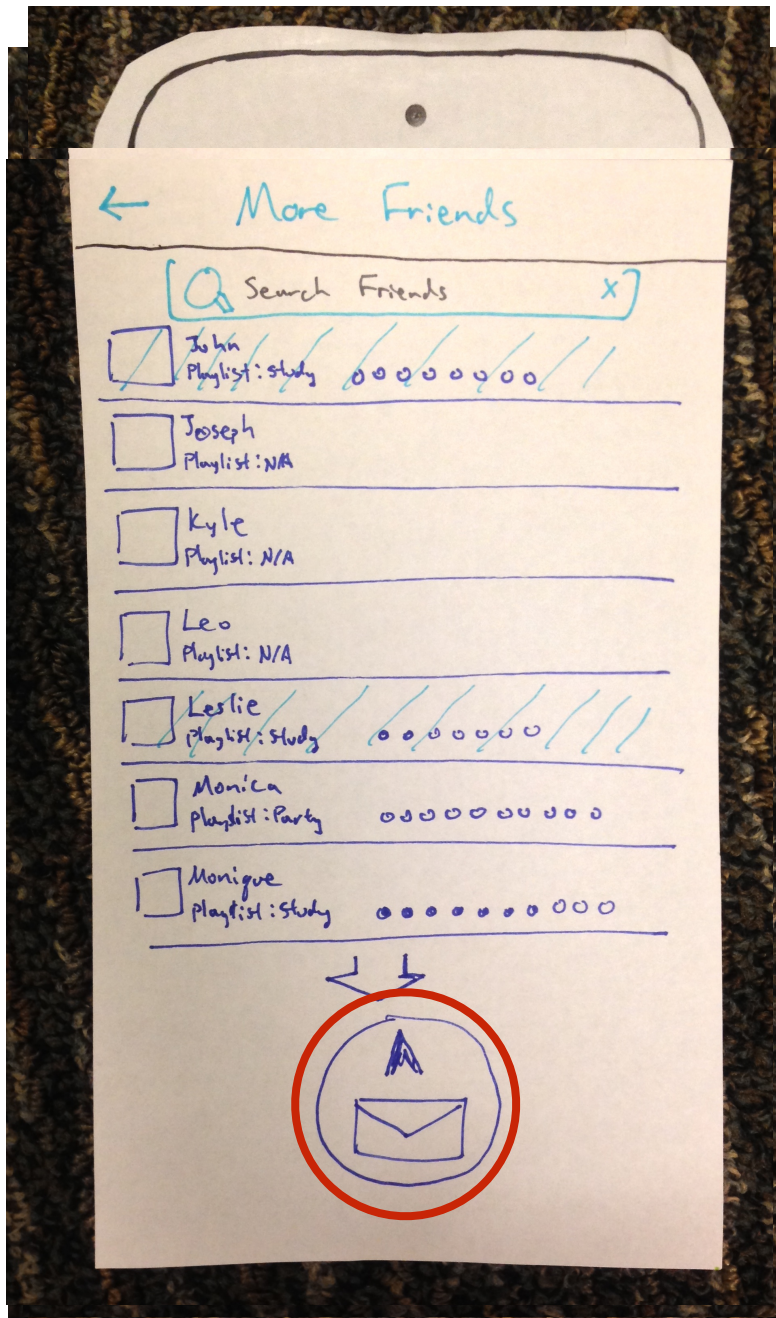 More Friends
Search Friends X
John
Playlist: Study
Joseph
Playlist: N/A
Kyle
Playlist: N/A
Leo
Playlist: N/A
Leslie
Playlist: Study
Monica
Playlist: Party
Monique
Playlist: Study